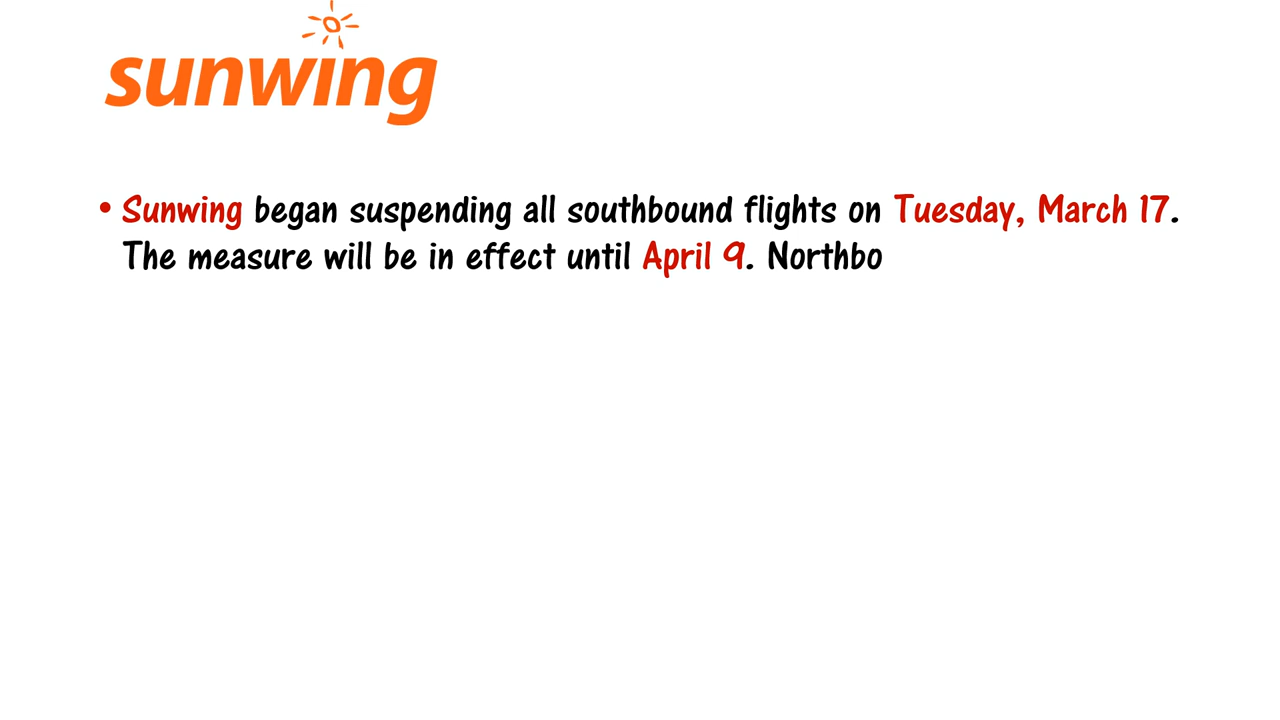 sunwing
• Sunwing began suspending all southbound flights on Tuesday, March 17.
The measure will be in effect until April 9. Northbo